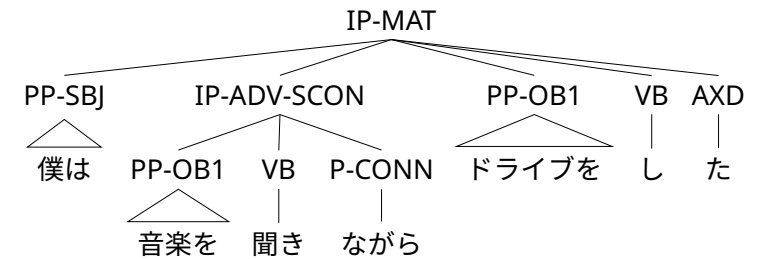 IP-MAT
PP-SBJ IP-ADV-SCON PP-OB1 VB AXD
僕は PP-OB1 VB P-CONN ドライブを し た
音楽を 聞き ながら